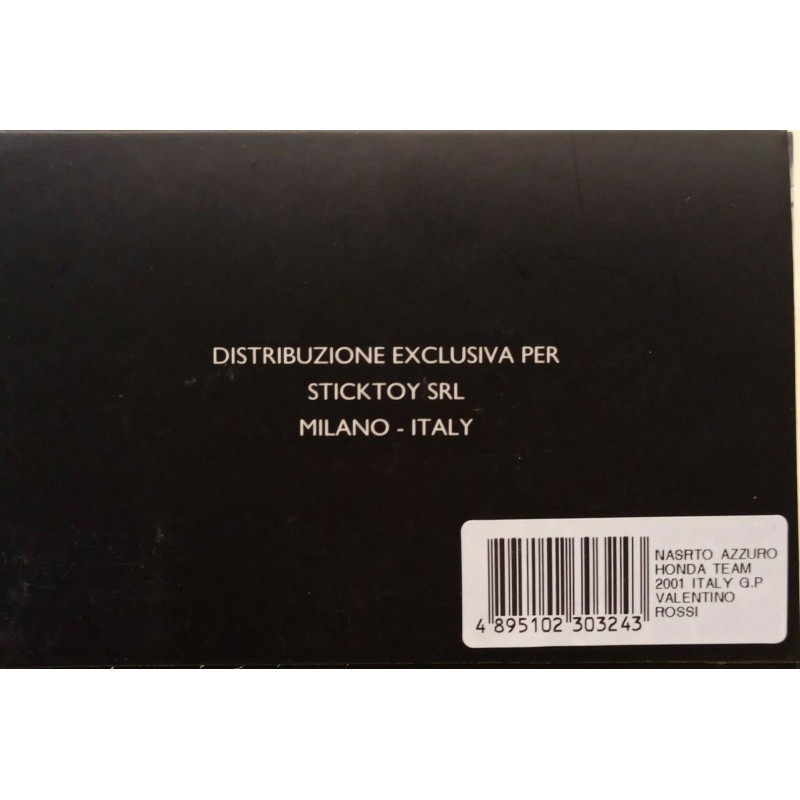 DISTRIBUZIONE EXCLUSIVA PER
STICKTOY SRL
MILANO - ITALY
NASRTO AZZURO
HONDA TEAM
2001 ITALY G.P
VALENTINO
ROSSI
4 895102 303243